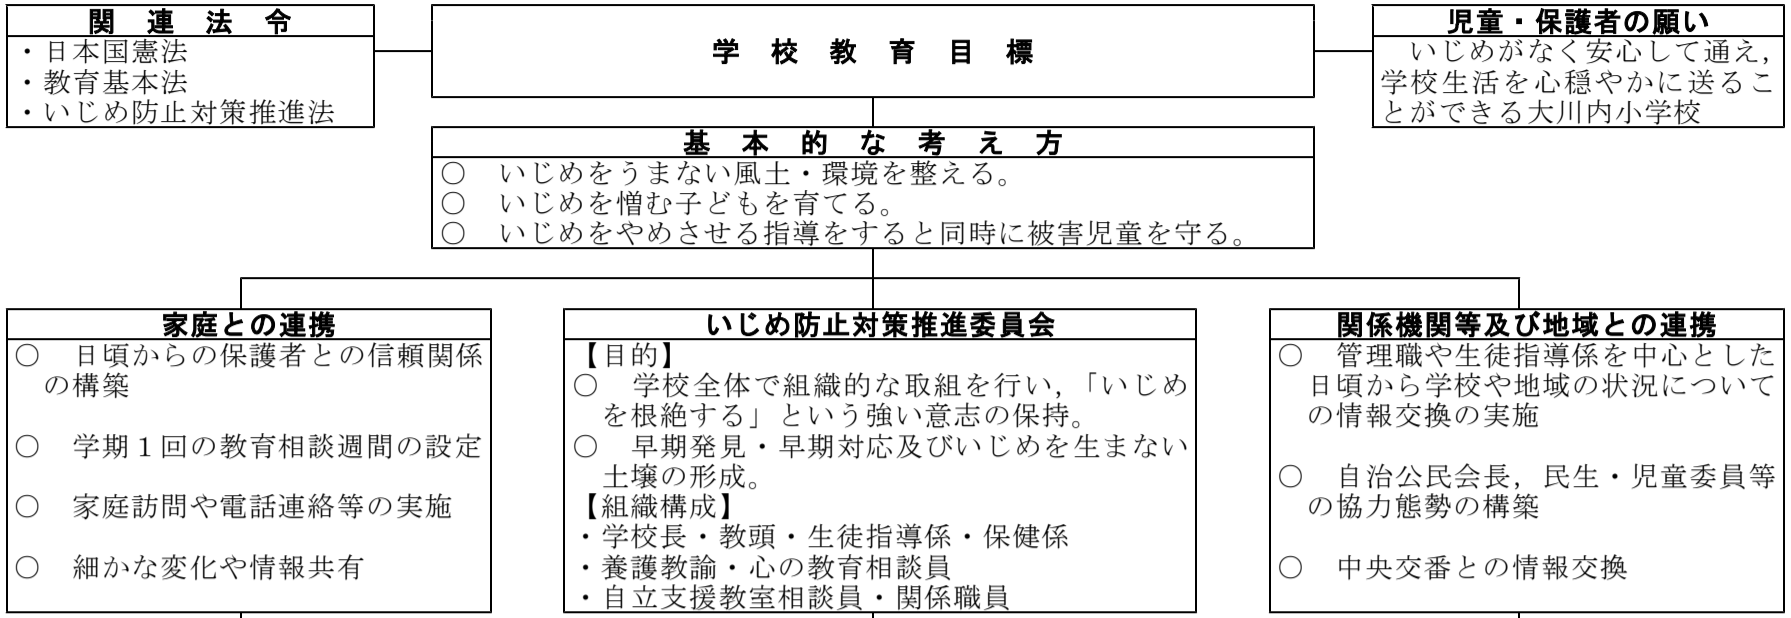 関　連　法　令
・日本国憲法
・教育基本法
・いじめ防止対策推進法
学　校　教　育　目　標
児童・保護者の願い
いじめがなく安心して通え，
学校生活を心穏やかに送るこ
とができる大川内小学校
基　本　的　な　考　え　方
○　いじめをうまない風土・環境を整える。
○　いじめを憎む子どもを育てる。
○　いじめをやめさせる指導をすると同時に被害児童を守る。
家庭との連携
○　日頃からの保護者との信頼関係
の構築
○　学期１回の教育相談週間の設定
○　家庭訪問や電話連絡等の実施
○　細かな変化や情報共有
いじめ防止対策推進委員会
【目的】
○　学校全体で組織的な取組を行い，「いじめ
を根絶する」という強い意志の保持。
○　早期発見・早期対応及びいじめを生まない
土壌の形成。
【組織構成】
・学校長・教頭・生徒指導係・保健係
・養護教諭・心の教育相談員
・自立支援教室相談員・関係職員
関係機関等及び地域との連携
○　管理職や生徒指導係を中心とした
日頃から学校や地域の状況について
の情報交換の実施
○　自治公民会長，民生・児童委員等
の協力態勢の構築
○　中央交番との情報交換